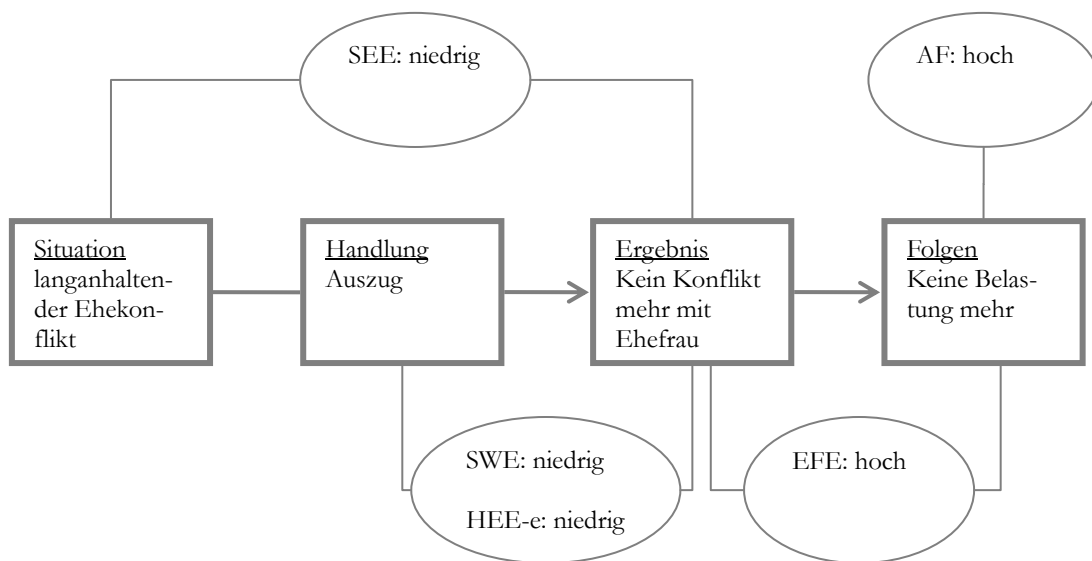 SEE: niedrig
AF: hoch
Situation
langanhalten-
der Ehekon-
flikt
Handlung
Auszug
Ergebnis
Kein Konflikt
mehr mit
Ehefrau
Folgen
Keine Belas-
tung mehr
SWE: niedrig
HEE-e: niedrig
EFE: hoch